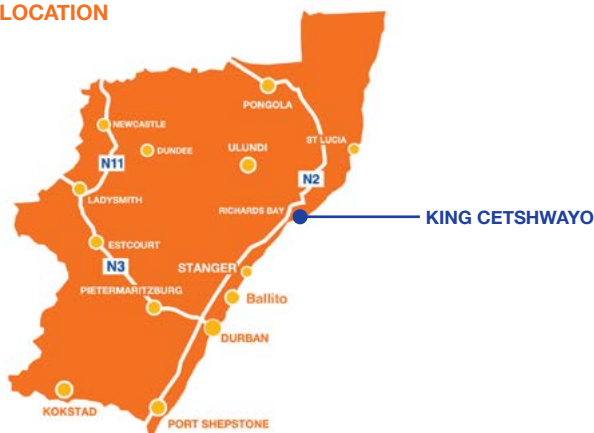 LOCATION
PONGOLA
NEWCASTLE
DUNDEE
ULUNDI
ST LUCIA
N11
N2
LADYSMITH
RICHARDS BAY
KING CETSHWAYO
ESTCOURT
N3
STANGER
PIETERMARITZBURG
Ballito
DURBAN
KOKSTAD
PORT SHEPSTONE